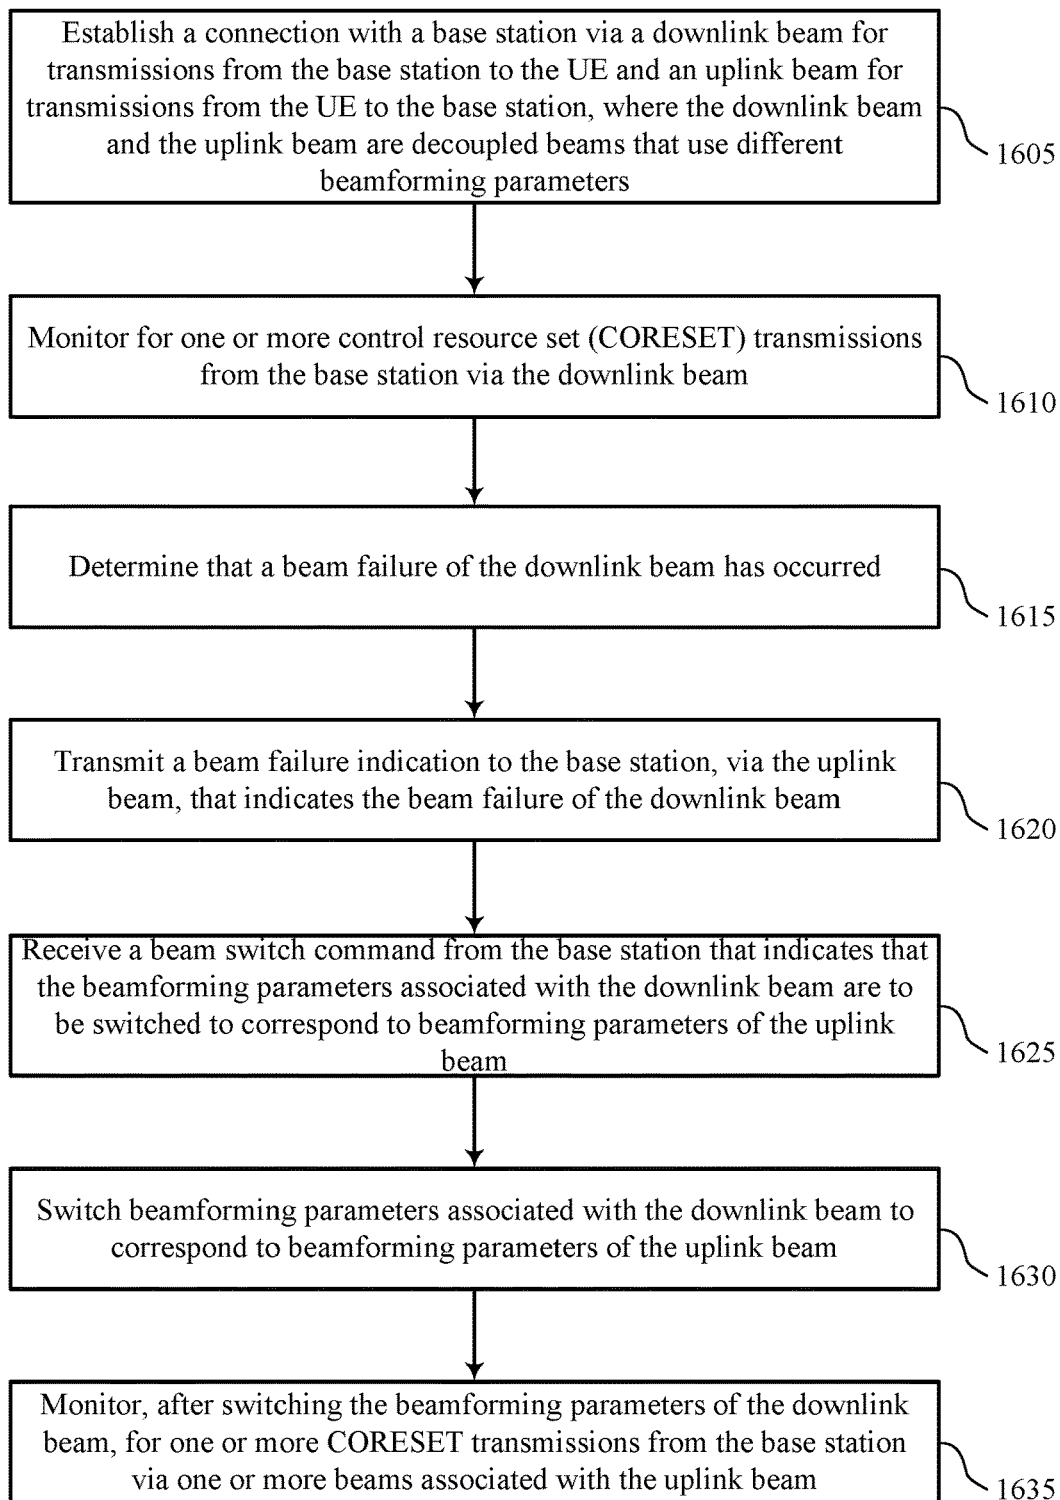 Establish a connection with a base station via a downlink beam for
transmissions from the base station to the UE and an uplink beam for
transmissions from the UE to the base station, where the downlink beam
and the uplink beam are decoupled beams that use different
beamforming parameters
1605
Monitor for one or more control resource set (CORESET) transmissions
from the base station via the downlink beam
1610
Determine that a beam failure of the downlink beam has occurred
1615
Transmit a beam failure indication to the base station, via the uplink
beam, that indicates the beam failure of the downlink beam
1620
Receive a beam switch command from the base station that indicates that
the beamforming parameters associated with the downlink beam are to
be switched to correspond to beamforming parameters of the uplink
beam
1625
Switch beamforming parameters associated with the downlink beam to
correspond to beamforming parameters of the uplink beam
1630
Monitor, after switching the beamforming parameters of the downlink
beam, for one or more CORESET transmissions from the base station
via one or more beams associated with the uplink beam
1635